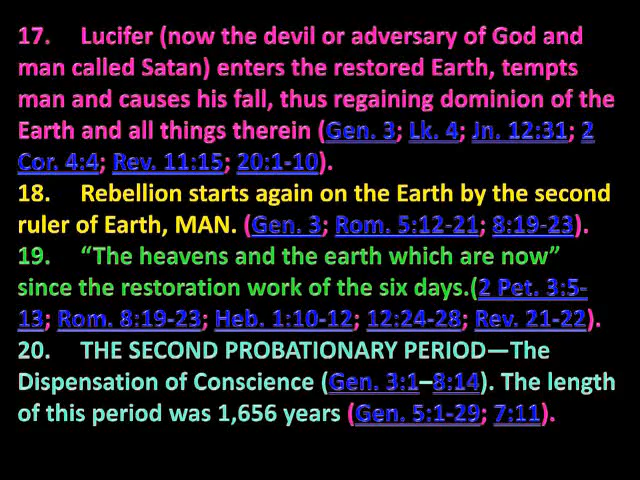 17. Lucifer (now the devil or adversary of God and
man called Satan) enters the restored Earth, tempts
man and causes his fall, thus regaining dominion of the
Earth and all things therein (Gen. 3; Lk. 4; Jn. 12:31; 2
Cor. 4:4; Rev. 11:15; 20:1-10).
18. Rebellion starts again on the Earth by the second
ruler of Earth, MAN. (Gen. 3; Rom. 5:12-21; 8:19-23).
19. “The heavens and the earth which are now”
since the restoration work of the six days.(2 Pet. 3:5-
13; Rom. 8:19-23; Heb. 1:10-12; 12:24-28; Rev. 21-22).
20. THE SECOND PROBATIONARY PERIOD—The
Dispensation of Conscience (Gen. 3:1–8:14). The length
of this period was 1,656 years (Gen. 5:1-29; 7:11).